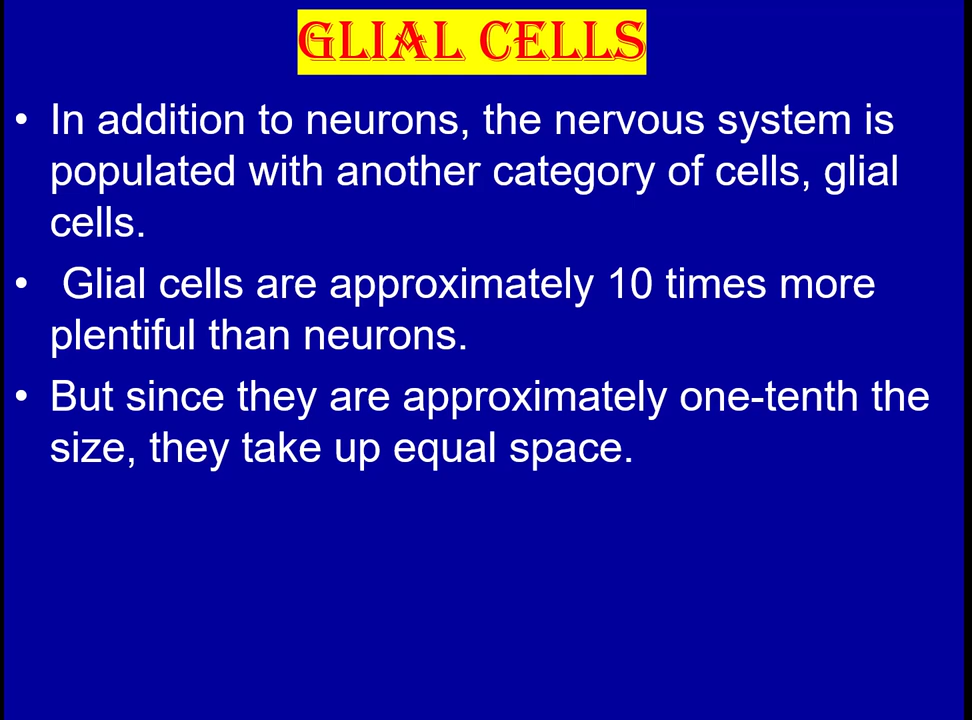 GLIAL CELLS
• In addition to neurons, the nervous system is
populated with another category of cells, glial
cells.
• Glial cells are approximately 10 times more
plentiful than neurons.
• But since they are approximately one-tenth the
size, they take up equal space.